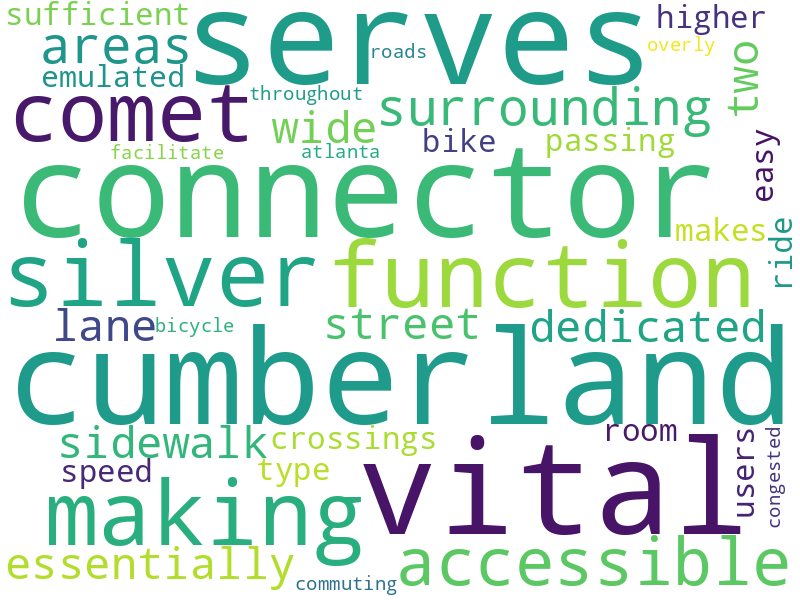 sufficient
serves
higher
areas
roads
overly
emulated
two
comet
throughout
surrounding
wide
bike
passing
easy
facilitate
atlanta
connector
makes
ride
silver
function
lane
bicycle
street
dedicated
cumberland
sidewalk
crossings
room
users
congested
speed
type
vital
making
essentially
commuting
accessible